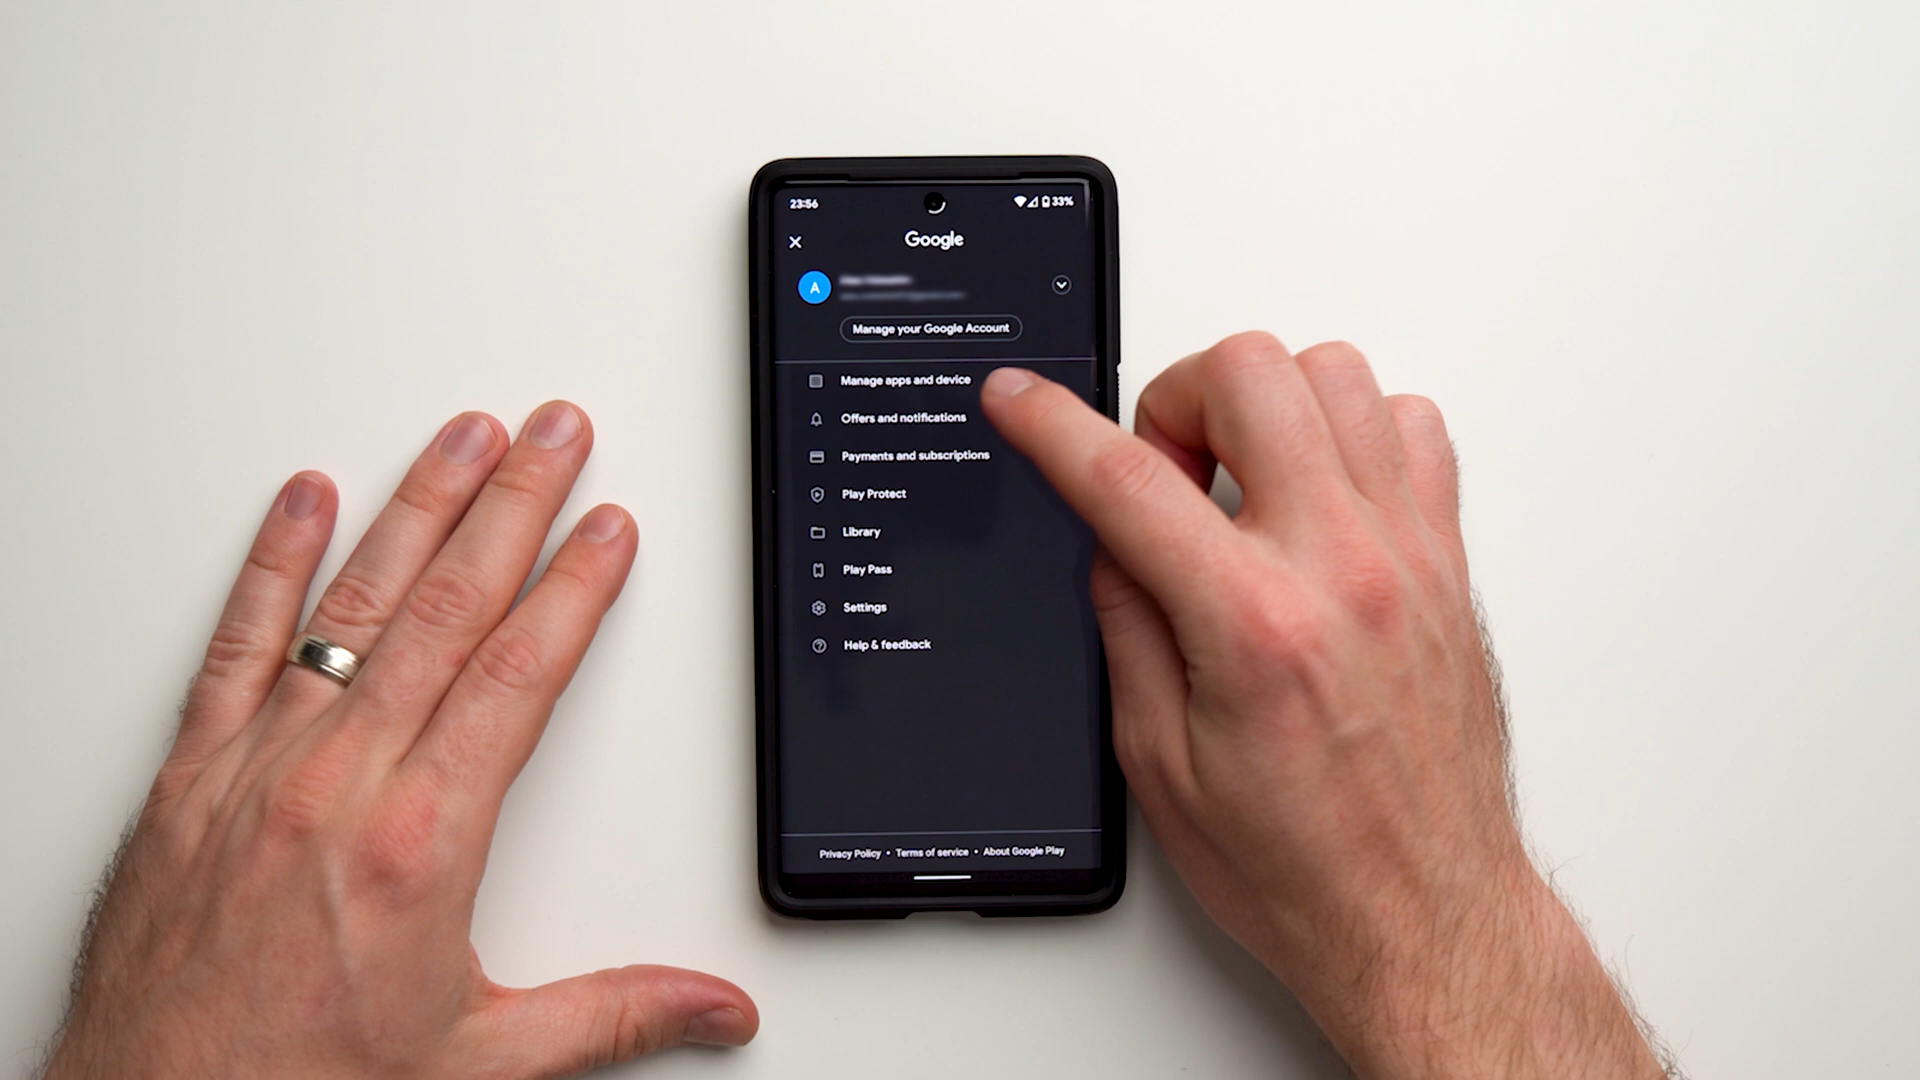 23:56
33%
Google
A
Manage your Google Account
Manage apps and device
Offers and notifications
Payments and subscriptions
Play Protect
Library
Play Pass
Settings
Help & feedback
Privacy Policy • Terms of service • About Google Play